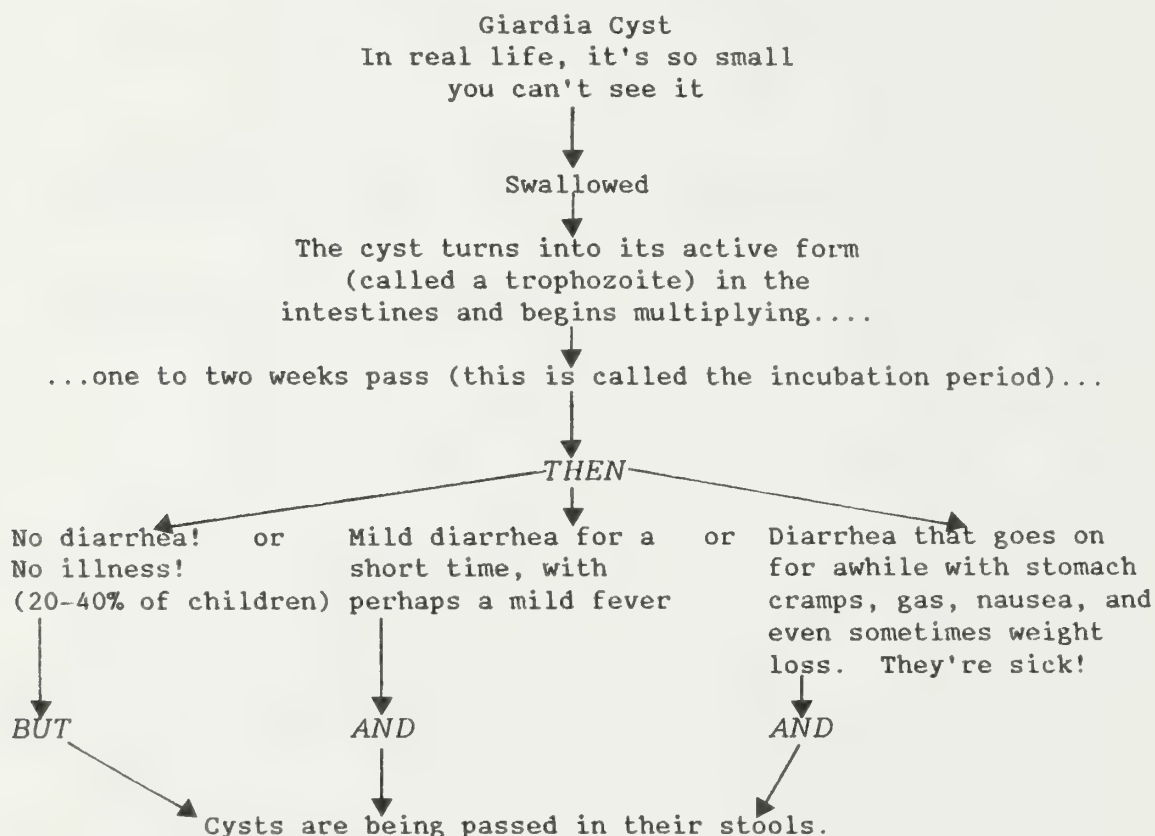 Giardia Cyst
In real life, it's so small
you can't see it
Swallowed
The cyst turns into its active form
(called a trophozoite) in the
intestines and begins multiplying....
...one to two weeks pass (this is called the incubation period)...
THEN
No diarrhea! or
No illness!
(20-40% of children)
Mild diarrhea for a or
short time, with
perhaps a mild fever
Diarrhea that goes on
for awhile with stomach
cramps, gas, nausea, and
even sometimes weight
loss. They're sick!
BUT
AND
AND
Cysts are being passed in their stools.